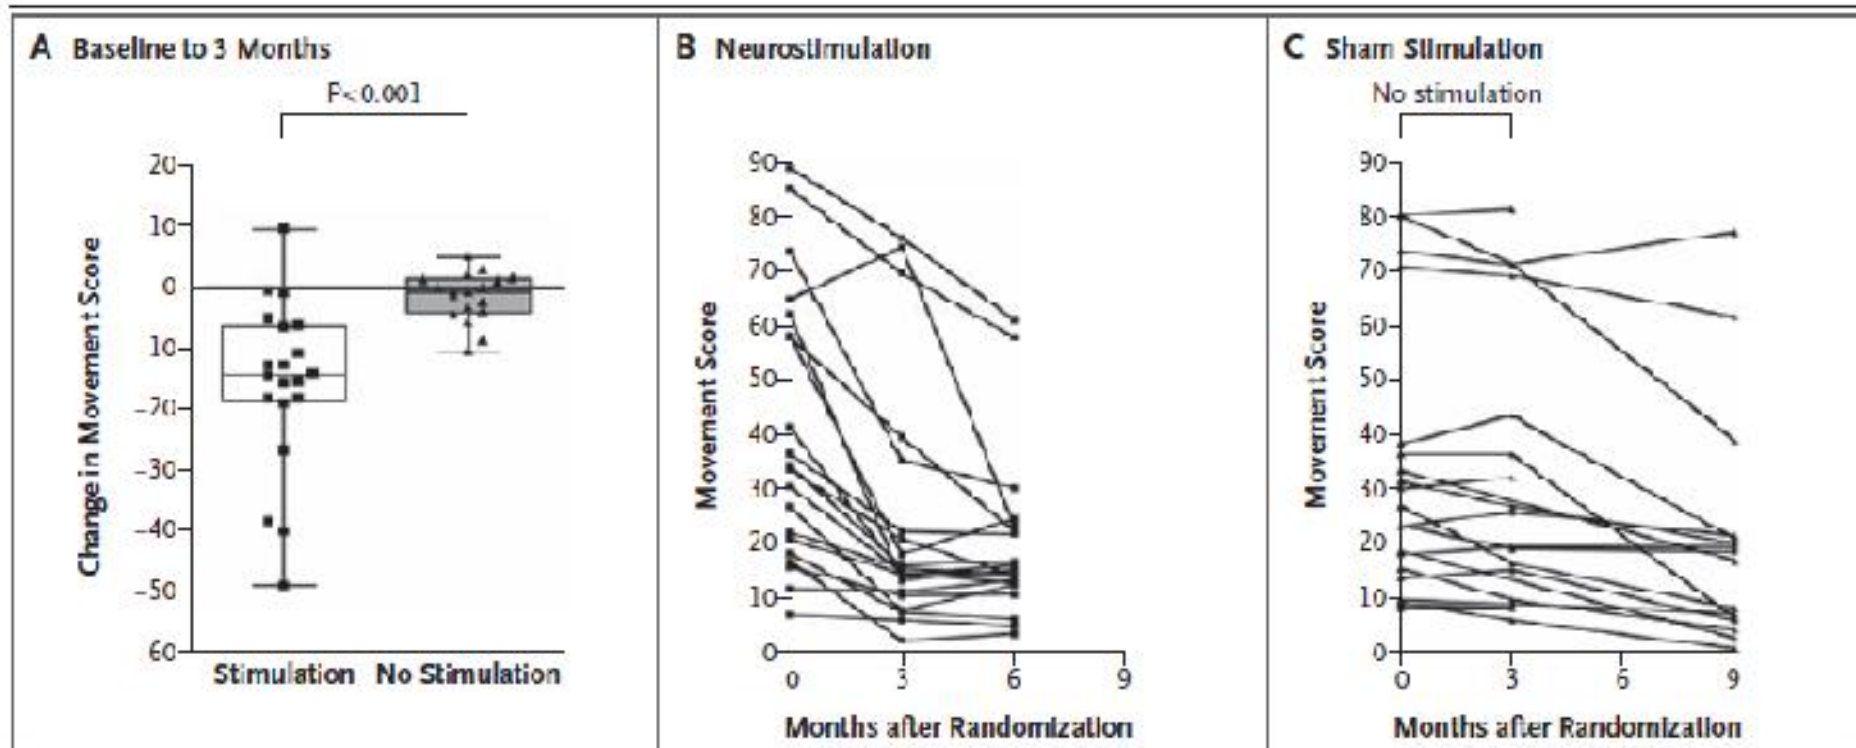 A Baseline to 3 Months
P<0.001
20
10
0
10
-20
-30
-40
-50
60
Change in Movement Score
Stimulation No Stimulation
B Neurostimulation
90
80
70
60
50
40
30
20
10
0
Movement Score
0 3 6 9
Months after Randomization
C Sham Stimulation
No stimulation
90
80
70
60
50
40
30
20
10
0
Movement Score
0 3 6 9
Months after Randomization